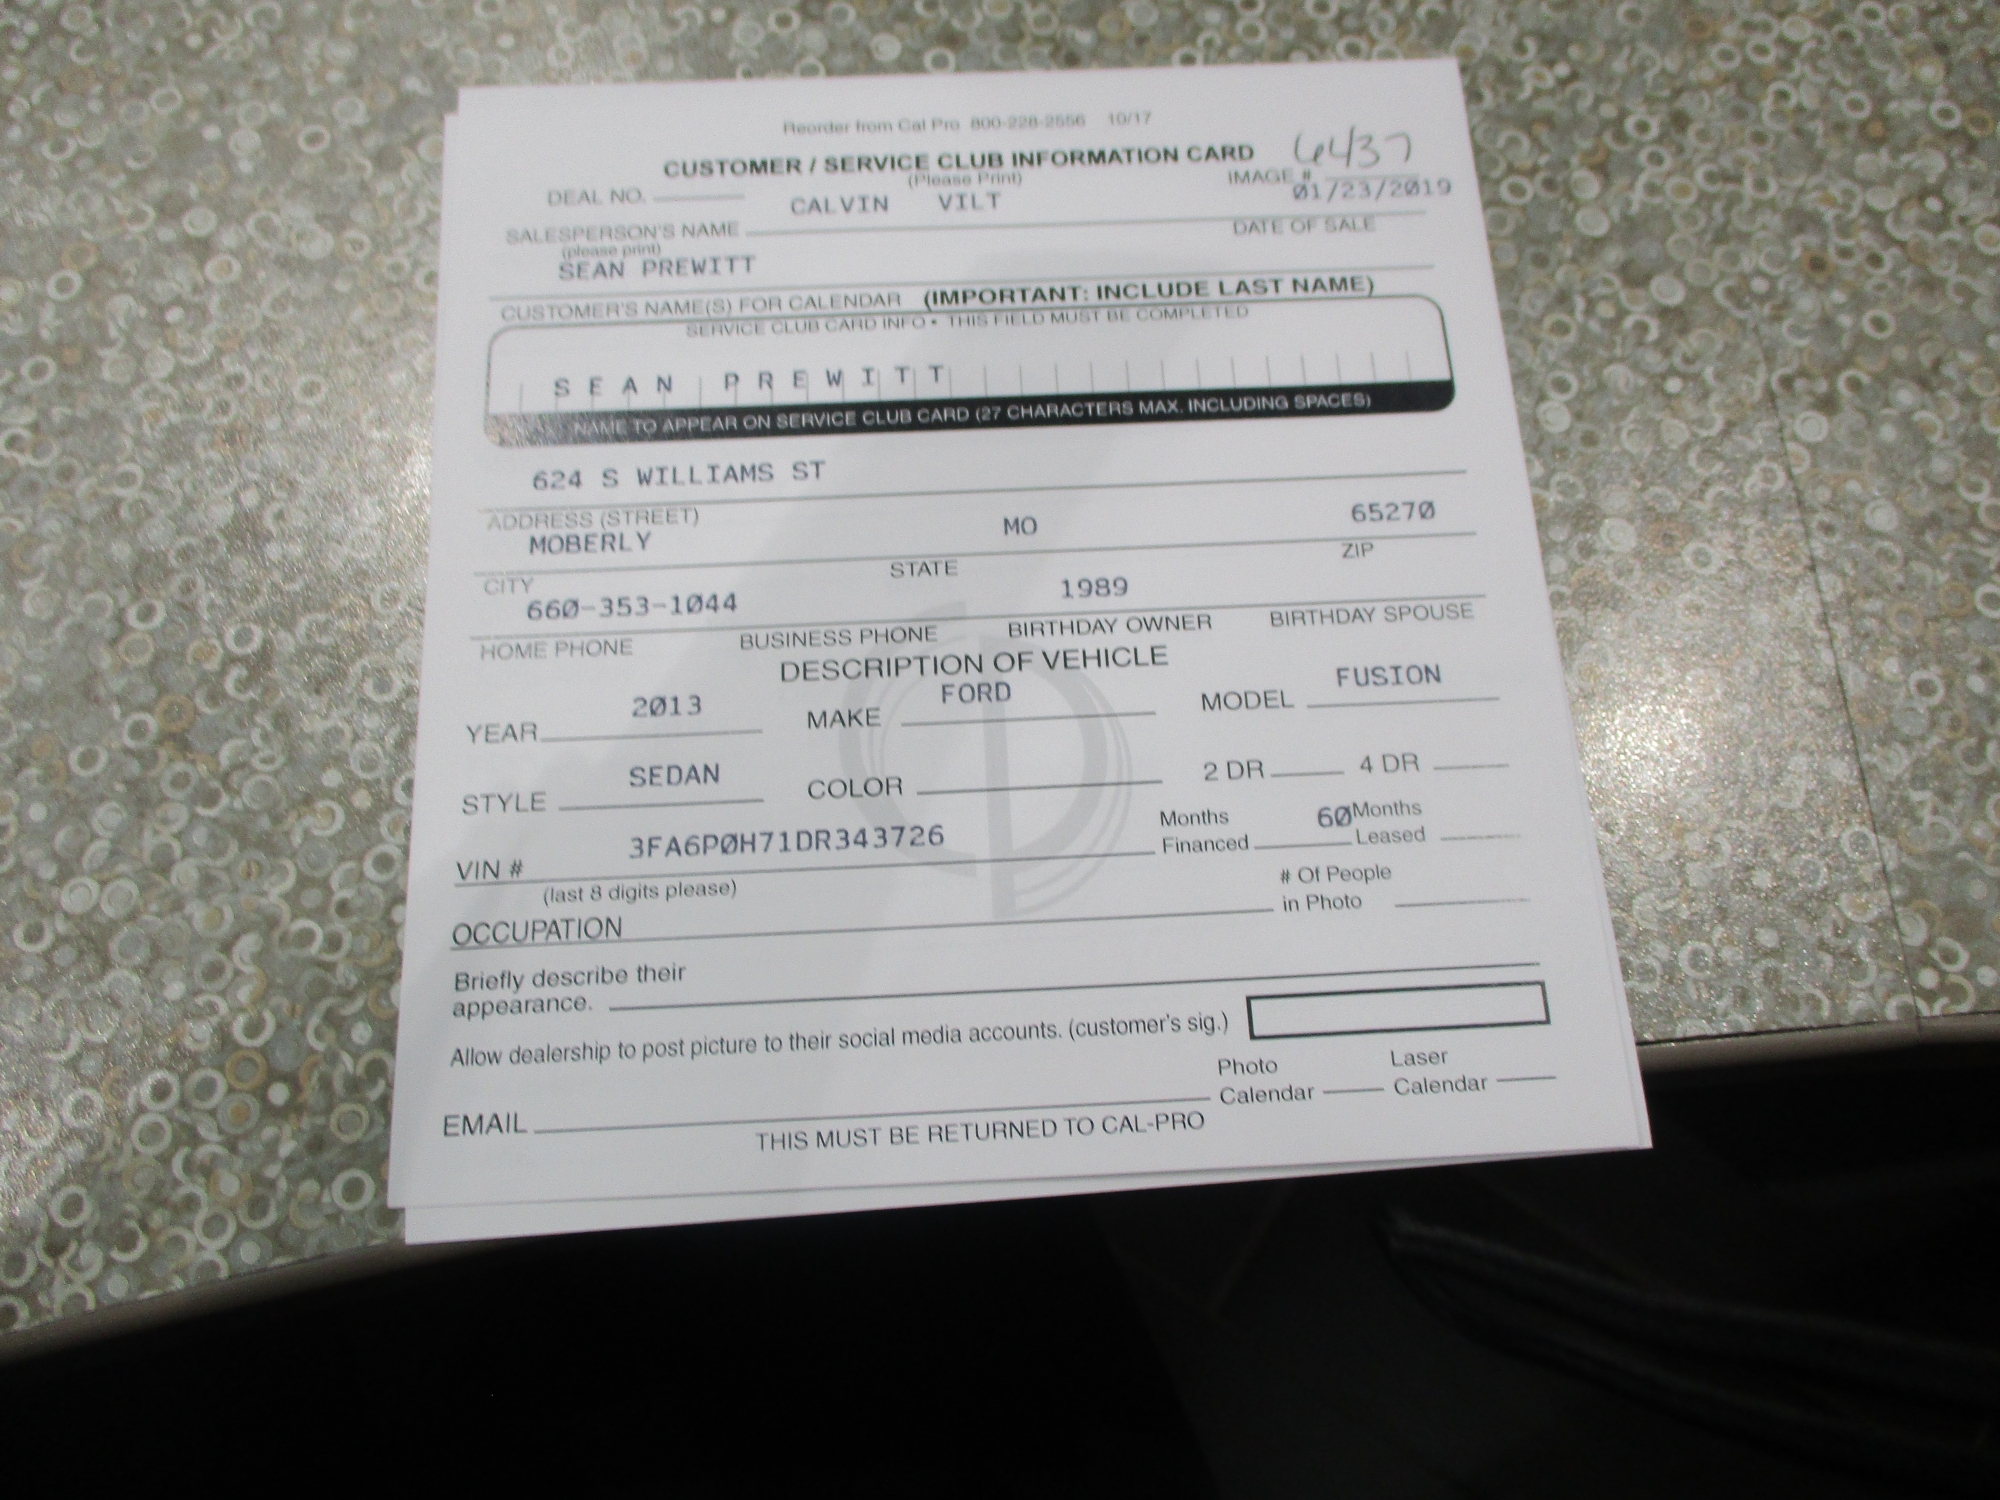 Reorder from Cal Pro 800-228-2556 10/17
CUSTOMER / SERVICE CLUB INFORMATION CARD 6437
(Please Print)
DEAL NO. IMAGE #
CALVIN VILT 01/23/2019
SALESPERSON'S NAME DATE OF SALE
(please print)
SEAN PREWITT
CUSTOMER'S NAME(S) FOR CALENDAR (IMPORTANT: INCLUDE LAST NAME)
SERVICE CLUB CARD INFO • THIS FIELD MUST BE COMPLETED
SEAN PREWITT
NAME TO APPEAR ON SERVICE CLUB CARD (27 CHARACTERS MAX. INCLUDING SPACES)
624 S WILLIAMS ST
ADDRESS (STREET)
MOBERLY MO 65270
CITY STATE ZIP
660-353-1044 1989
HOME PHONE BUSINESS PHONE BIRTHDAY OWNER BIRTHDAY SPOUSE
DESCRIPTION OF VEHICLE
YEAR 2013 MAKE FORD MODEL FUSION
STYLE SEDAN COLOR 2 DR 4 DR
VIN # 3FA6P0H71DR343726 Months Financed 60 Months Leased
(last 8 digits please) # Of People in Photo
OCCUPATION
Briefly describe their
appearance.
Allow dealership to post picture to their social media accounts. (customer's sig.)
EMAIL Photo Calendar Laser Calendar
THIS MUST BE RETURNED TO CAL-PRO